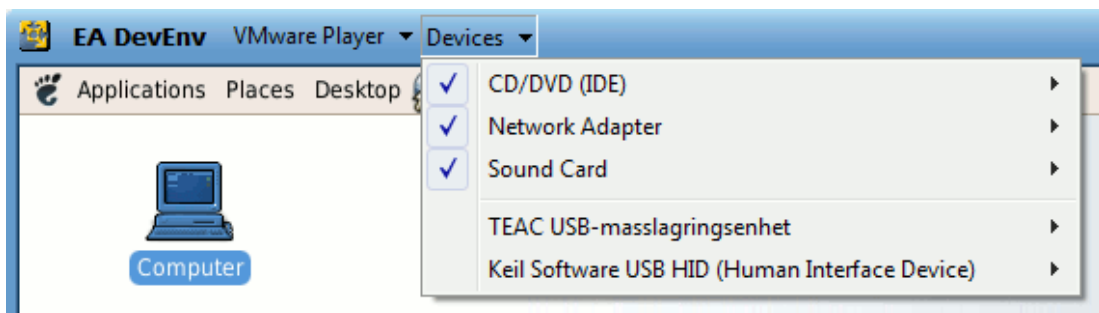 EA DevEnv VMware Player Devices
Applications Places Desktop
CD/DVD (IDE)
Network Adapter
Sound Card
TEAC USB-masslagringsenhet
Keil Software USB HID (Human Interface Device)
Computer